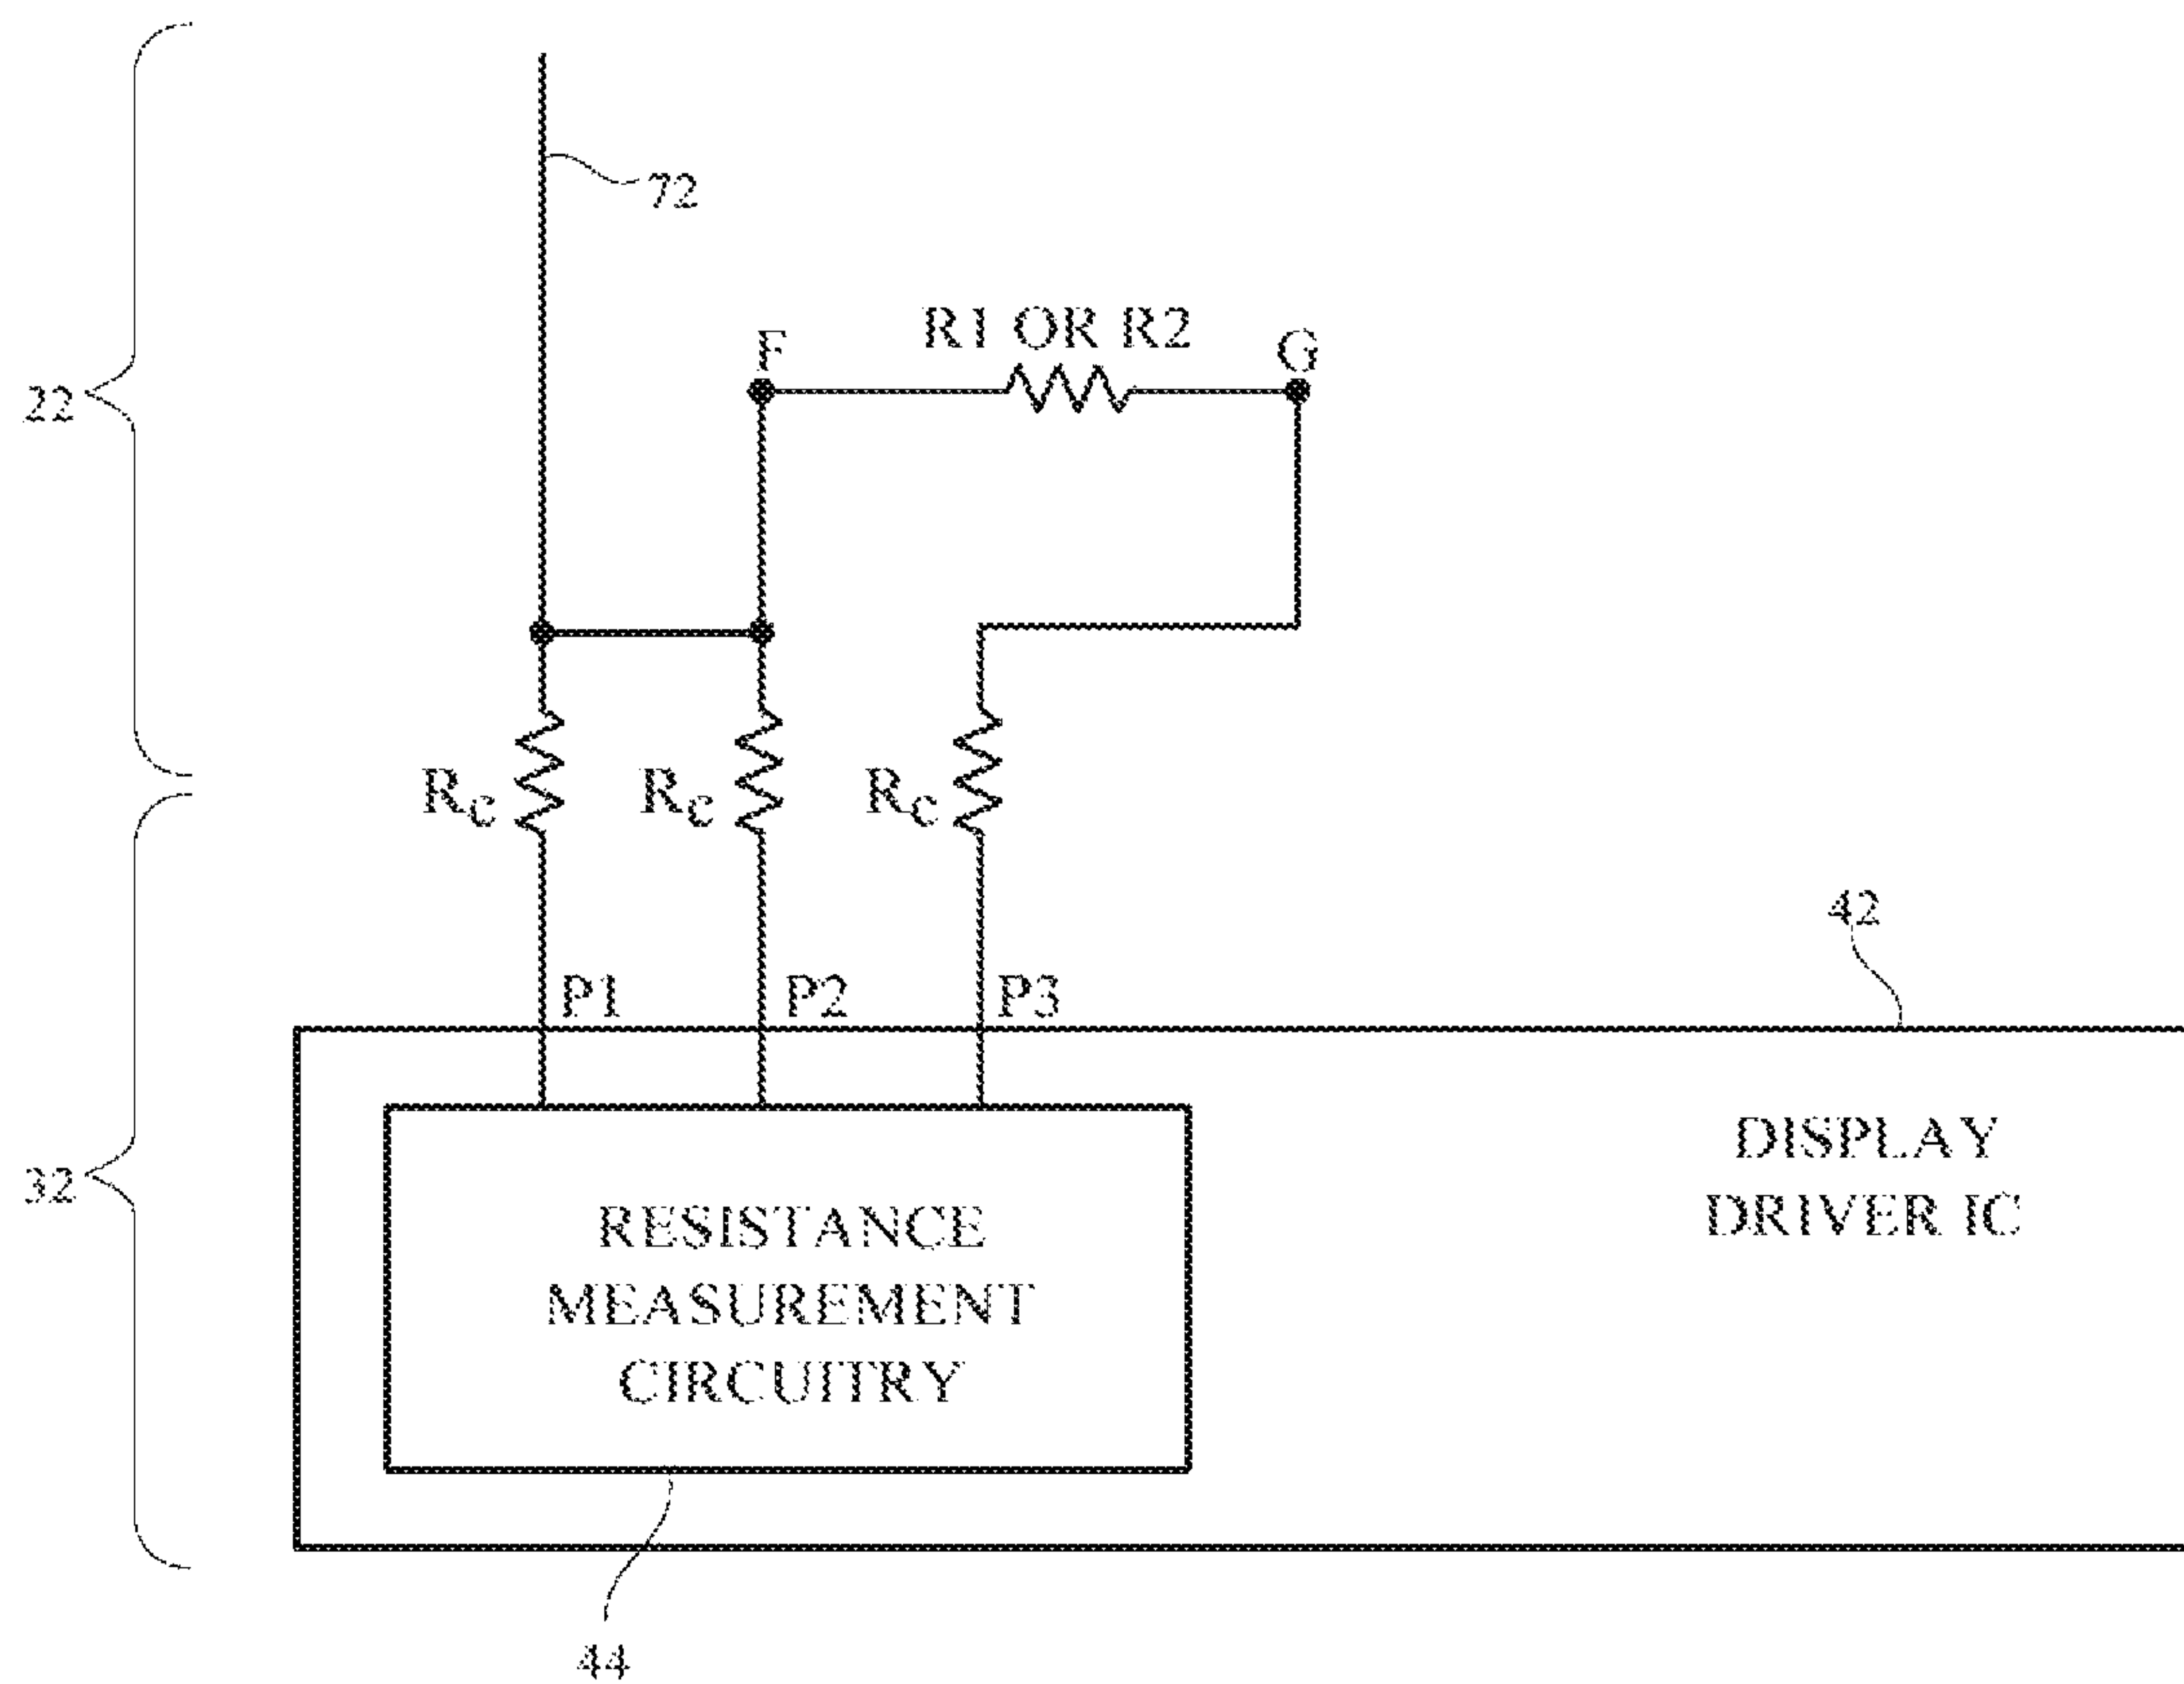 72
F
R1 OR R2
G
22
Rc
Rc
Rc
42
P1
P2
P3
DISPLAY
DRIVER IC
32
RESISTANCE
MEASUREMENT
CIRCUITRY
44